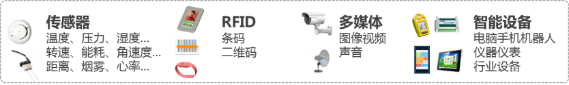 传感器
温度、压力、湿度...
转速、能耗、角速度...
距离、烟雾、心率...
RFID
条码
二维码
多媒体
图像视频
声音
智能设备
电脑手机机器人
仪器仪表
行业设备